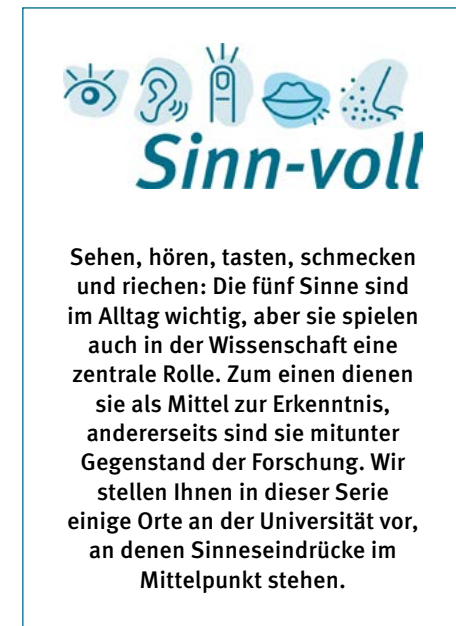 Sinn-voll
Sehen, hören, tasten, schmecken
und riechen: Die fünf Sinne sind
im Alltag wichtig, aber sie spielen
auch in der Wissenschaft eine
zentrale Rolle. Zum einen dienen
sie als Mittel zur Erkenntnis,
andererseits sind sie mitunter
Gegenstand der Forschung. Wir
stellen Ihnen in dieser Serie
einige Orte an der Universität vor,
an denen Sinneseindrücke im
Mittelpunkt stehen.